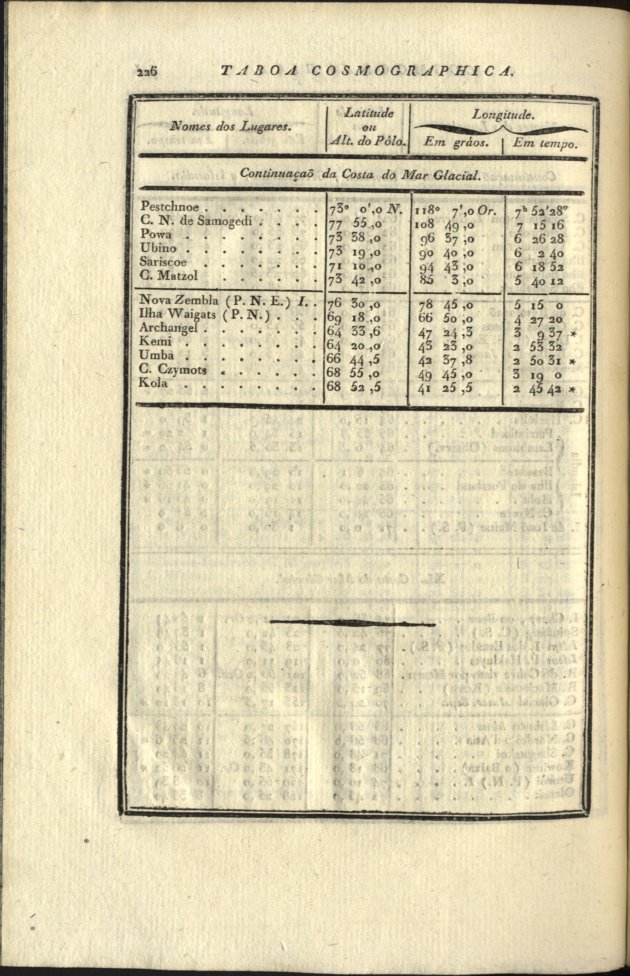 226 TABOA COSMOGRAPHICA.
Nomes dos Lugares. | Latitude ou Alt. do Pólo. | Longitude. Em gráos. | Em tempo.
Continuaçaõ da Costa do Mar Glacial.
Pestchnoe . . . . . . . 73° 0',0 N. 118° 7',0 Or. 7h 52'28"
C. N. de Samogedi . . . . 77 55 ,0 108 49 ,0 7 15 16
Powa . . . . . . . . 73 38 ,0 96 37 ,0 6 26 28
Ubino . . . . . . . . 73 19 ,0 90 40 ,0 6 2 40
Sariscoe . . . . . . . 71 10 ,0 94 43 ,0 6 18 52
C. Matzol . . . . . . . 73 42 ,0 85 3 ,0 5 40 12
Nova Zembla (P. N. E.) I. . 76 30 ,0 78 45 ,0 5 15 0
Ilha Waigats (P. N.) . . . 69 18 ,0 66 50 ,0 4 27 20
Archangel . . . . . . . 64 33 ,6 47 24 ,3 3 9 37 *
Kemi . . . . . . . . 64 20 ,0 43 23 ,0 2 53 32
Umba . . . . . . . . 66 44 ,5 42 37 ,8 2 50 31 *
C. Czymots . . . . . . 68 55 ,0 49 45 ,0 3 19 0
Kola . . . . . . . . 68 52 ,5 41 25 ,5 2 45 42 *